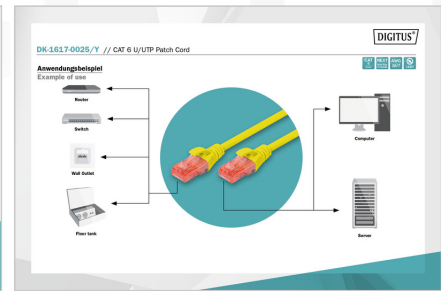 DIGITUS®
DK-1617-0025/Y // CAT 6 U/UTP Patch Cord
Anwendungsbeispiel
Example of use
Router
Switch
Wall Outlet
Floor tank
Computer
Server